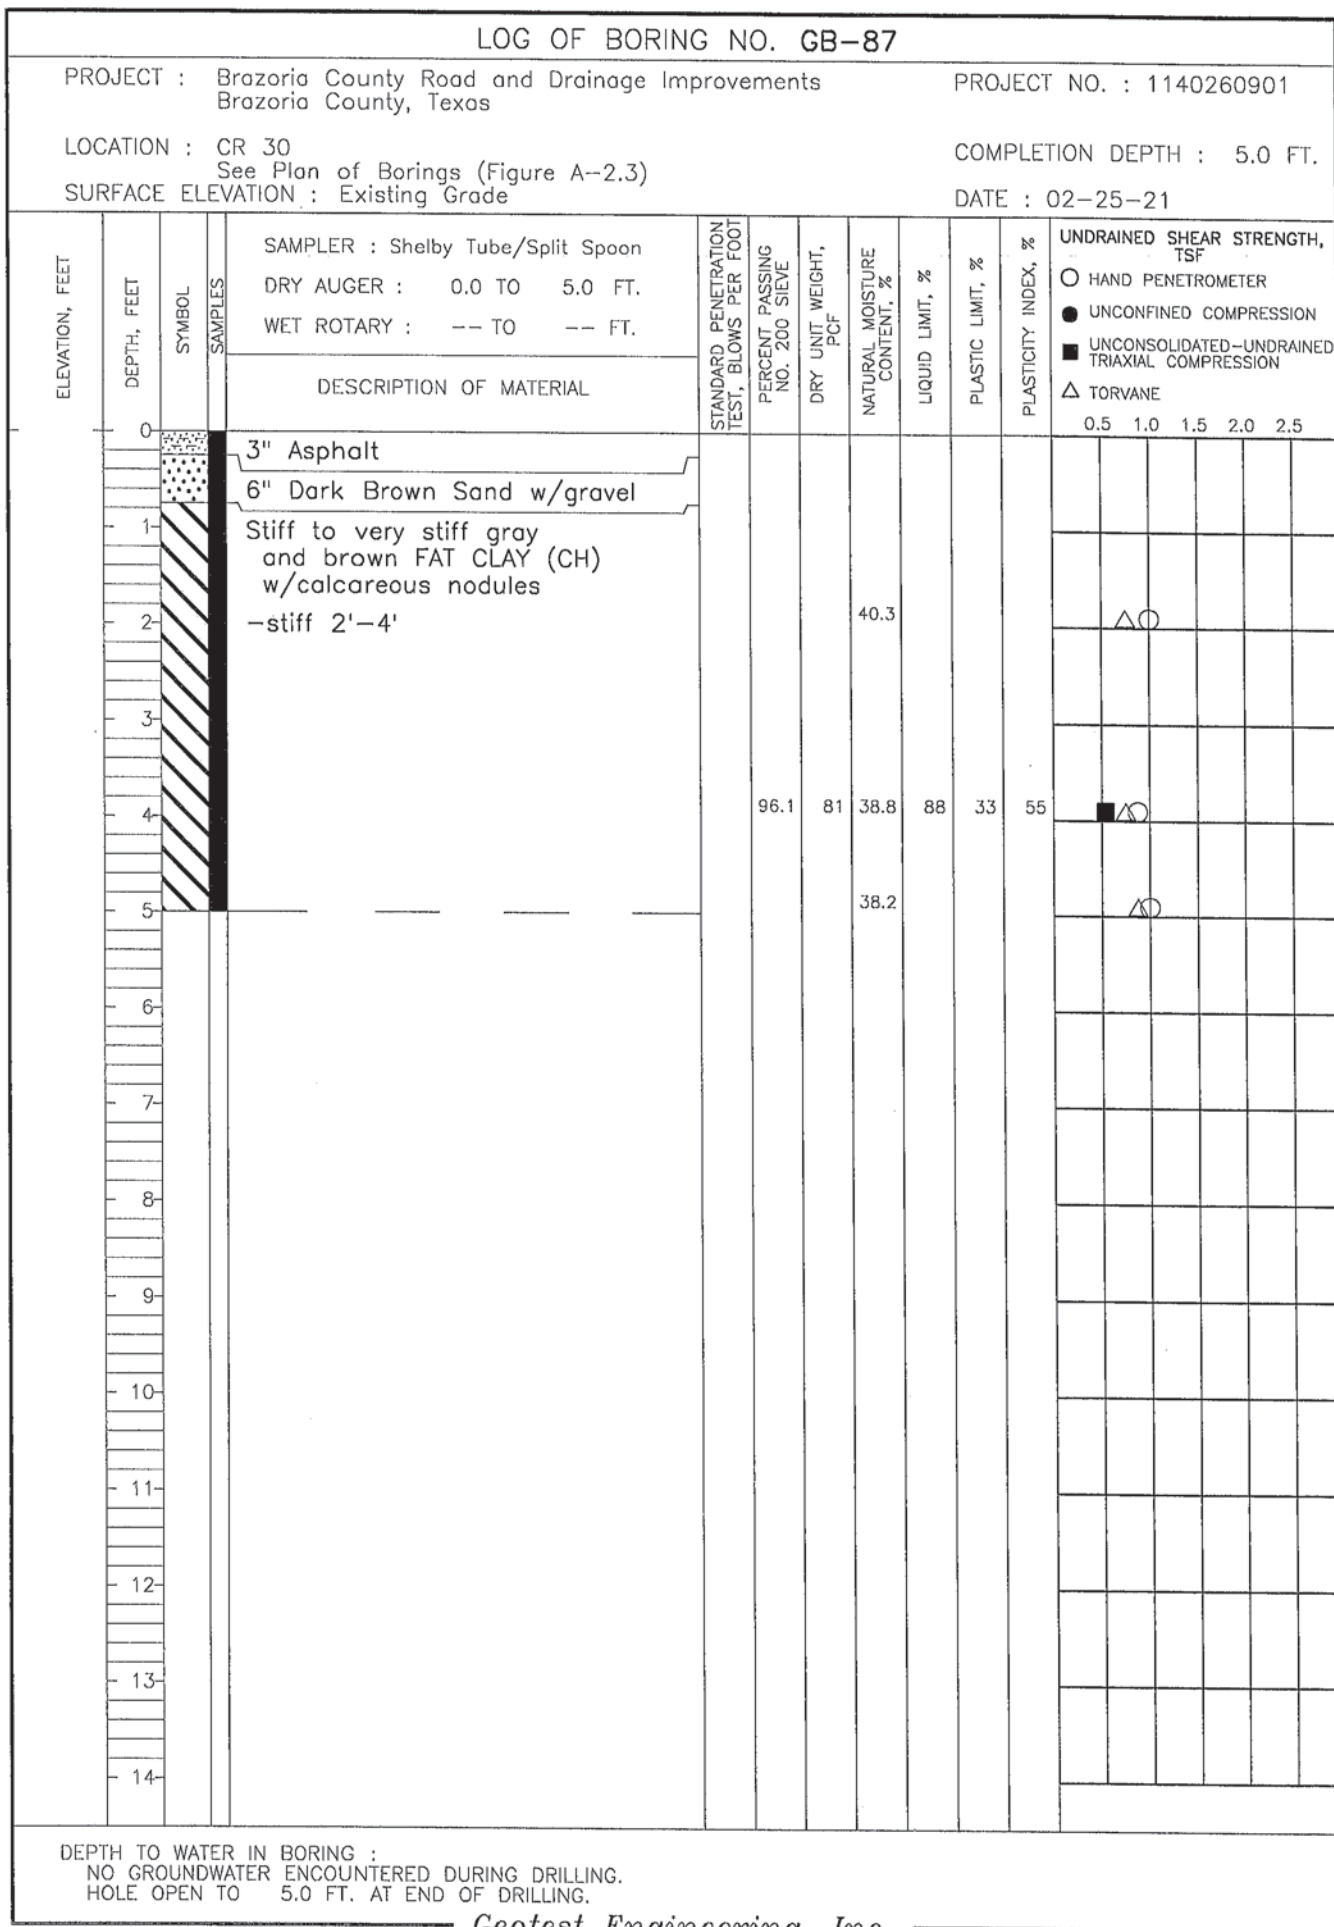 LOG OF BORING NO. GB-87
PROJECT : Brazoria County Road and Drainage Improvements
Brazoria County, Texas
PROJECT NO. : 1140260901
LOCATION : CR 30
See Plan of Borings (Figure A-2.3)
COMPLETION DEPTH : 5.0 FT.
SURFACE ELEVATION : Existing Grade
DATE : 02-25-21
ELEVATION, FEET
DEPTH, FEET
SYMBOL
SAMPLES
SAMPLER : Shelby Tube/Split Spoon
DRY AUGER : 0.0 TO 5.0 FT.
WET ROTARY : -- TO -- FT.
DESCRIPTION OF MATERIAL
STANDARD PENETRATION
TEST, BLOWS PER FOOT
PERCENT PASSING
NO. 200 SIEVE
DRY UNIT WEIGHT,
PCF
NATURAL MOISTURE
CONTENT, %
LIQUID LIMIT, %
PLASTIC LIMIT, %
PLASTICITY INDEX, %
UNDRAINED SHEAR STRENGTH,
TSF
HAND PENETROMETER
UNCONFINED COMPRESSION
UNCONSOLIDATED-UNDRAINED
TRIAXIAL COMPRESSION
TORVANE
0.5 1.0 1.5 2.0 2.5
0
3" Asphalt
6" Dark Brown Sand w/gravel
1
Stiff to very stiff gray
and brown FAT CLAY (CH)
w/calcareous nodules
2
-stiff 2'-4'
40.3
3
4
96.1 81 38.8 88 33 55
5
38.2
6
7
8
9
10
11
12
13
14
DEPTH TO WATER IN BORING :
NO GROUNDWATER ENCOUNTERED DURING DRILLING.
HOLE OPEN TO 5.0 FT. AT END OF DRILLING.
Geotest Engineering, Inc.